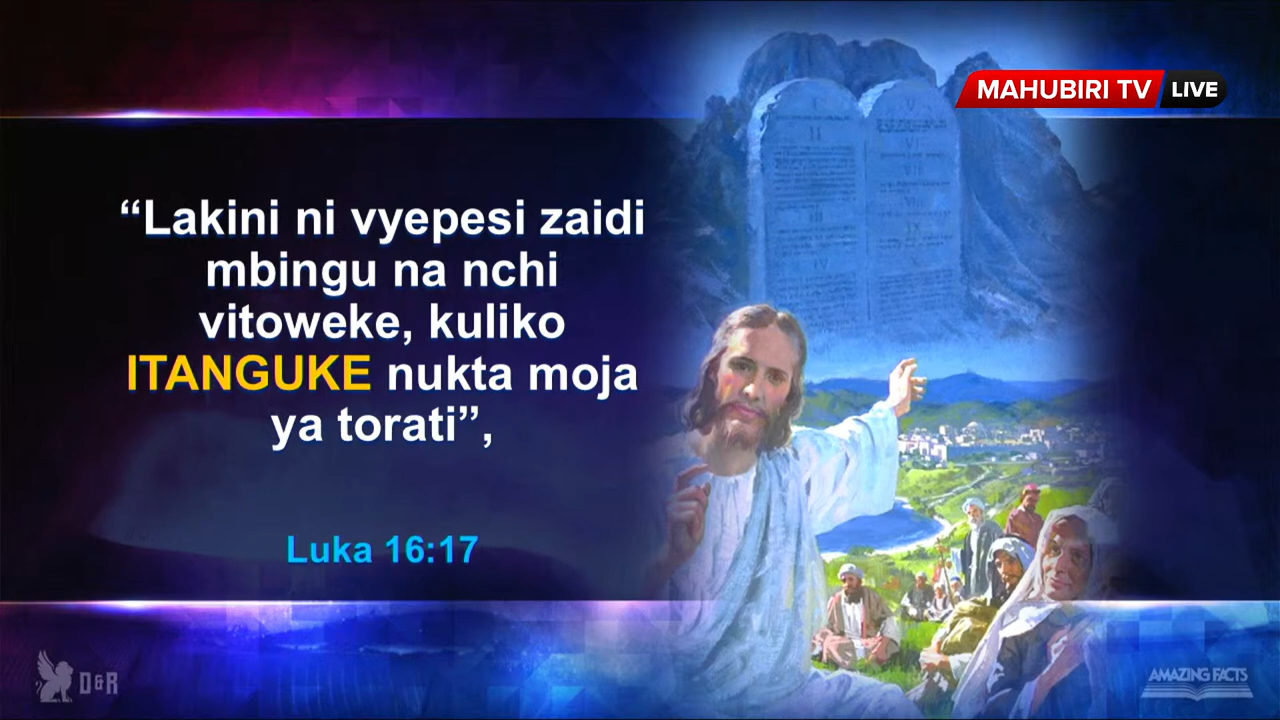 MAHUBIRI TV LIVE
“Lakini ni vyepesi zaidi
mbingu na nchi
vitoweke, kuliko
ITANGUKE nukta moja
ya torati”,
Luka 16:17
D&R
AMAZING FACTS